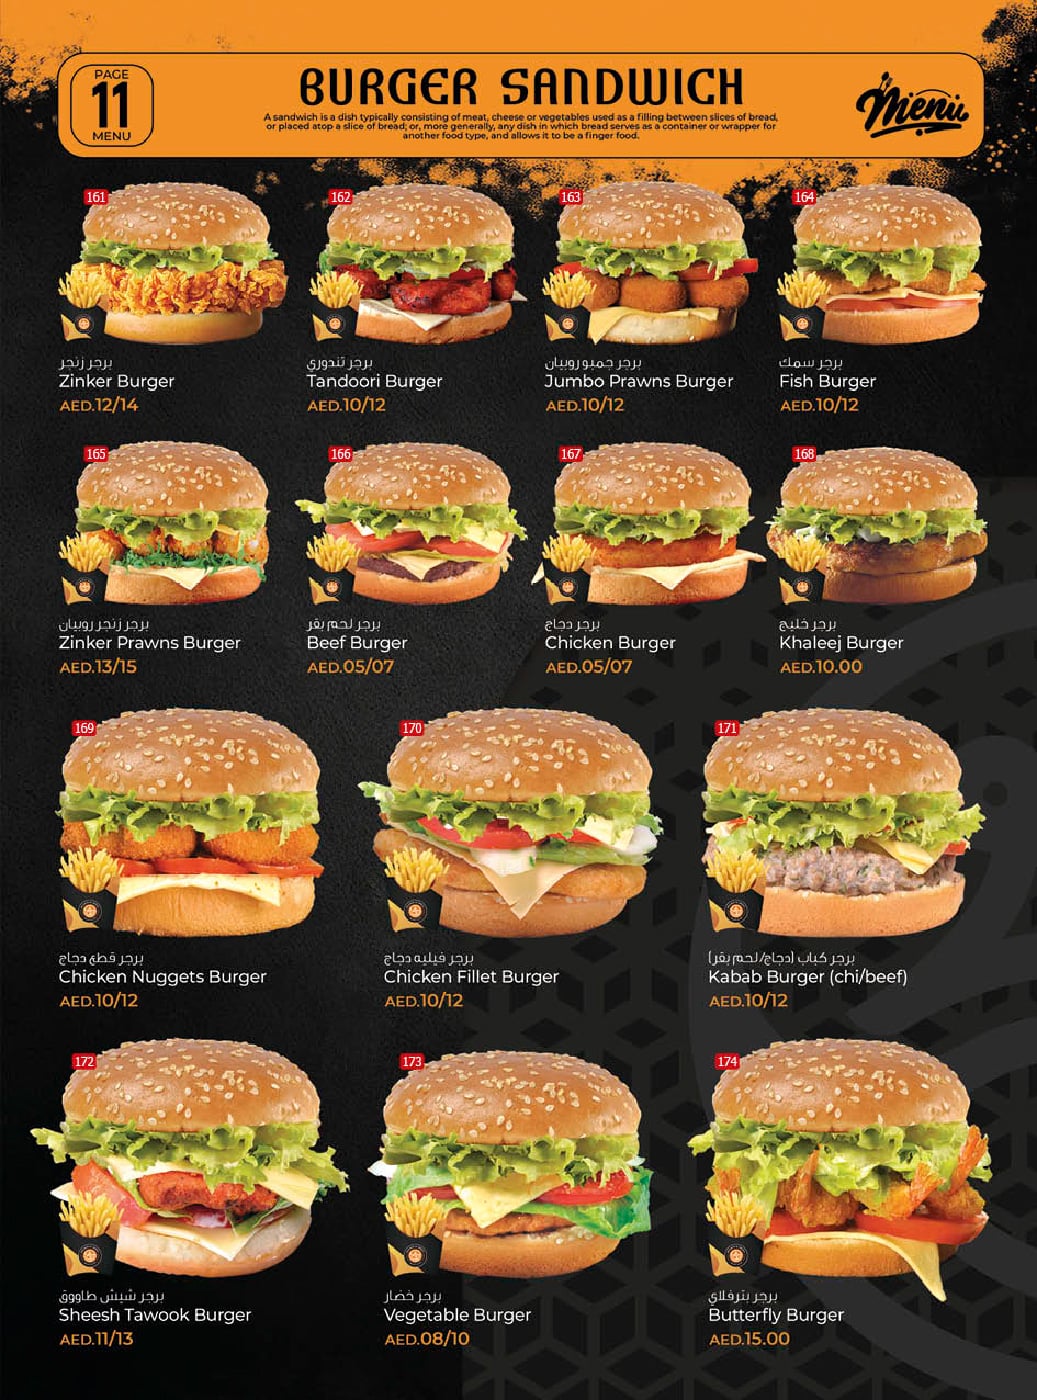 PAGE
11
MENU
BURGER SANDWICH
A sandwich is a dish typically consisting of meat, cheese or vegetables used as a filling between slices of bread,
or placed atop a slice of bread; or, more generally, any dish in which bread serves as a container or wrapper for
another food type, and allows it to be a finger food.
Menu
161
برجر زنجر
Zinker Burger
AED.12/14
162
برجر تندوري
Tandoori Burger
AED.10/12
163
برجر جمبو روبيان
Jumbo Prawns Burger
AED.10/12
164
برجر سمك
Fish Burger
AED.10/12
165
برجر زنجر روبيان
Zinker Prawns Burger
AED.13/15
166
برجر لحم بقر
Beef Burger
AED.05/07
167
برجر دجاج
Chicken Burger
AED.05/07
168
برجر خليج
Khaleej Burger
AED.10.00
169
برجر قطع دجاج
Chicken Nuggets Burger
AED.10/12
170
برجر فيليه دجاج
Chicken Fillet Burger
AED.10/12
171
برجر كباب (دجاج/لحم بقر)
Kabab Burger (chi/beef)
AED.10/12
172
برجر شيش طاووق
Sheesh Tawook Burger
AED.11/13
173
برجر خضار
Vegetable Burger
AED.08/10
174
برجر بترفلاي
Butterfly Burger
AED.15.00